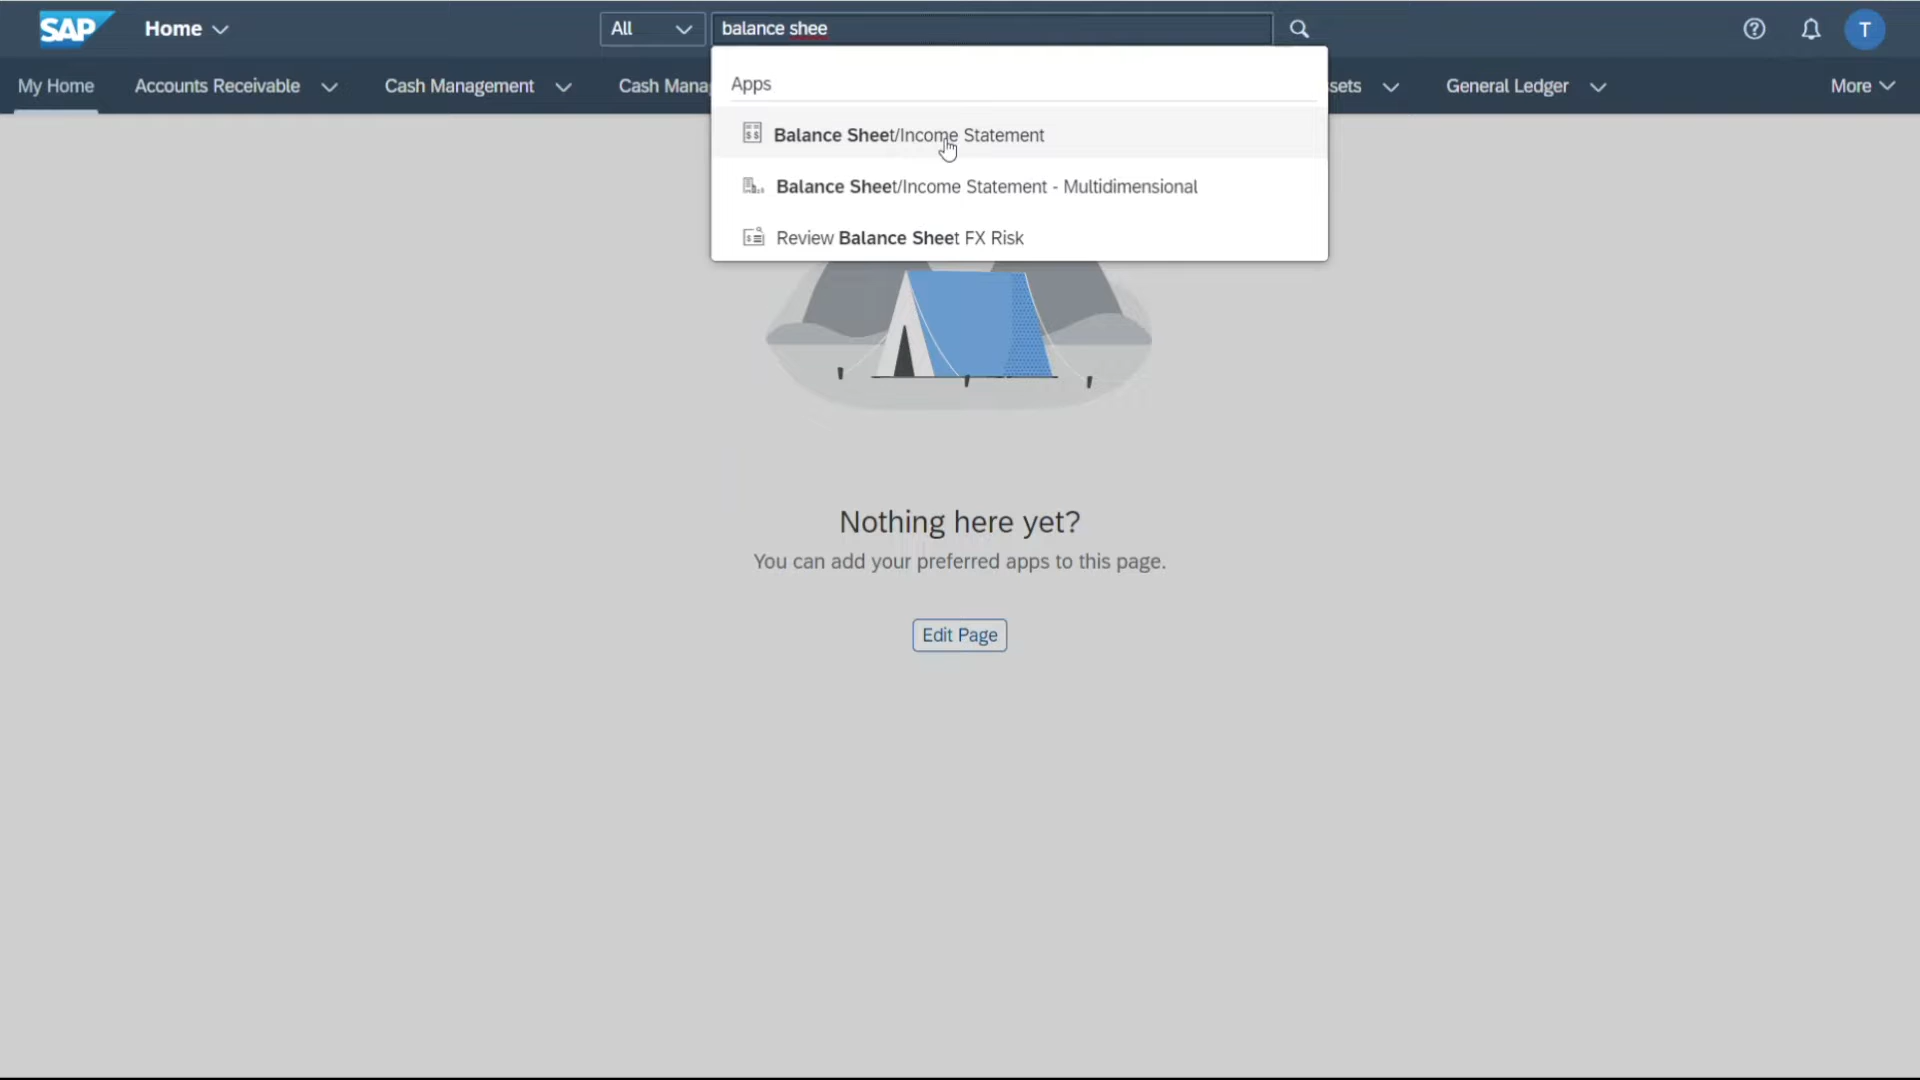 SAP Home All balance shee T
My Home Accounts Receivable Cash Management Cash Mana sets General Ledger More
Apps
Balance Sheet/Income Statement
Balance Sheet/Income Statement - Multidimensional
Review Balance Sheet FX Risk
Nothing here yet?
You can add your preferred apps to this page.
Edit Page